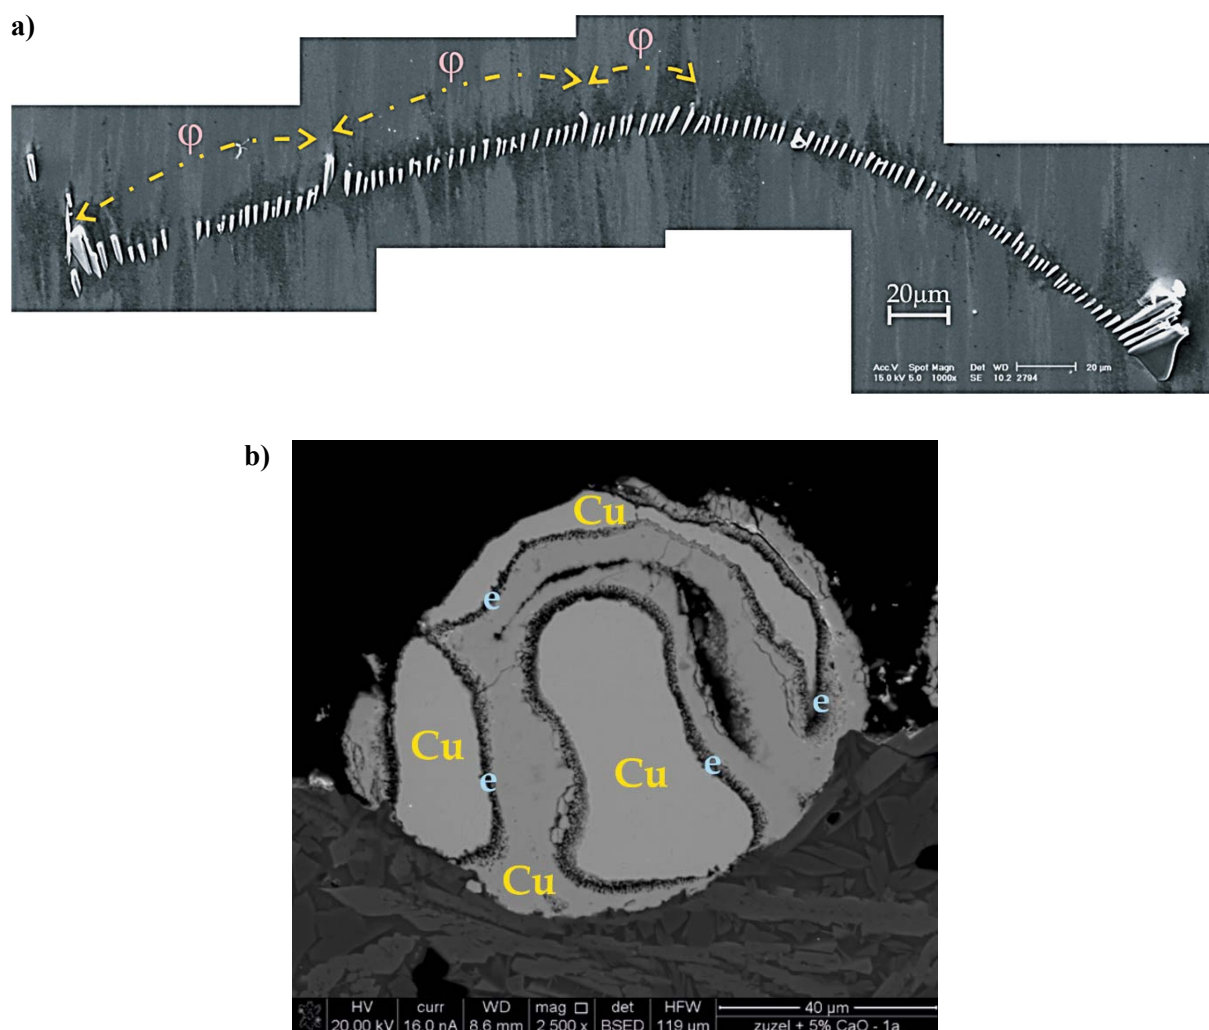 a)
φ
φ
φ
20µm
Acc.V Spot Magn Det WD 20 µm
15.0 kV 5.0 1000x SE 10.2 2794
b)
Cu
e
Cu
e
Cu
e
e
Cu
HV curr WD mag □ det HFW 40 µm
20.00 kV 16.0 nA 8.6 mm 2 500 x BSED 119 µm zuzel + 5% CaO - 1a